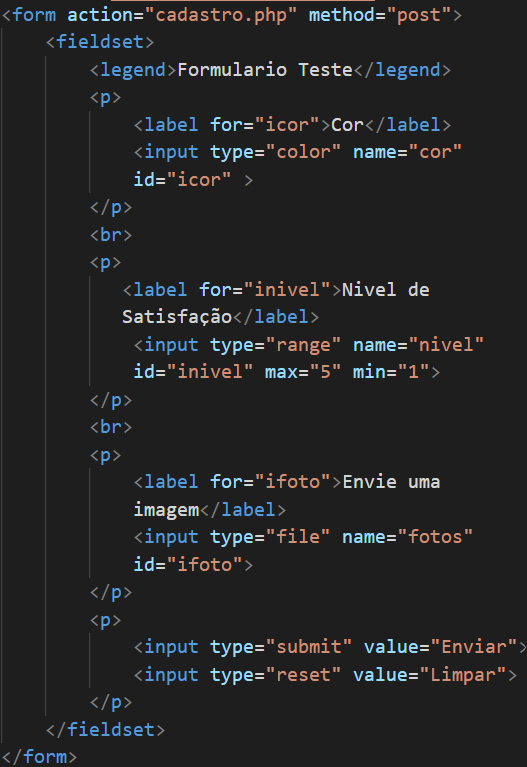 <form action="cadastro.php" method="post">
<fieldset>
<legend>Formulario Teste</legend>
<p>
<label for="icor">Cor</label>
<input type="color" name="cor"
id="icor" >
</p>
<br>
<p>
<label for="inivel">Nivel de
Satisfação</label>
<input type="range" name="nivel"
id="inivel" max="5" min="1">
</p>
<br>
<p>
<label for="ifoto">Envie uma
imagem</label>
<input type="file" name="fotos"
id="ifoto">
</p>
<p>
<input type="submit" value="Enviar">
<input type="reset" value="Limpar">
</p>
</fieldset>
</form>